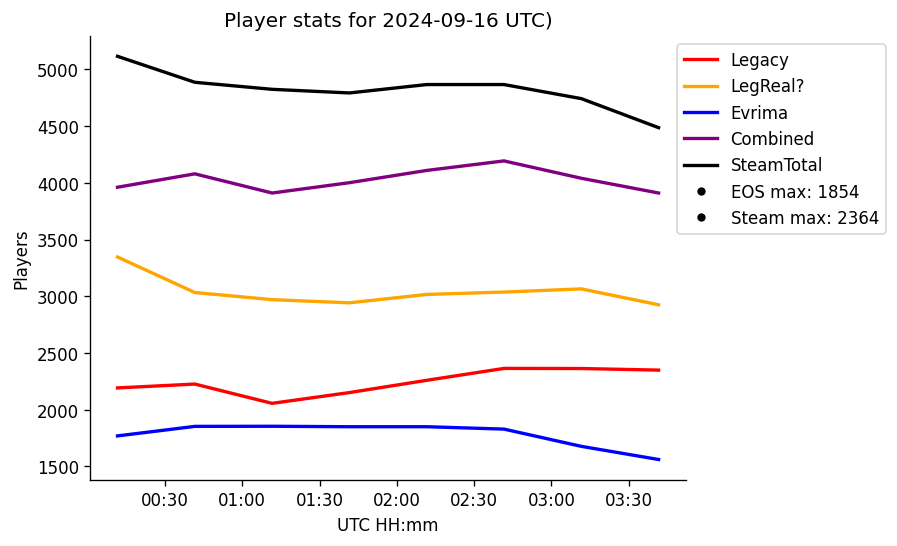 Player stats for 2024-09-16 UTC)
Legacy
LegReal?
Evrima
Combined
SteamTotal
EOS max: 1854
Steam max: 2364
Players
5000
4500
4000
3500
3000
2500
2000
1500
00:30 01:00 01:30 02:00 02:30 03:00 03:30
UTC HH:mm